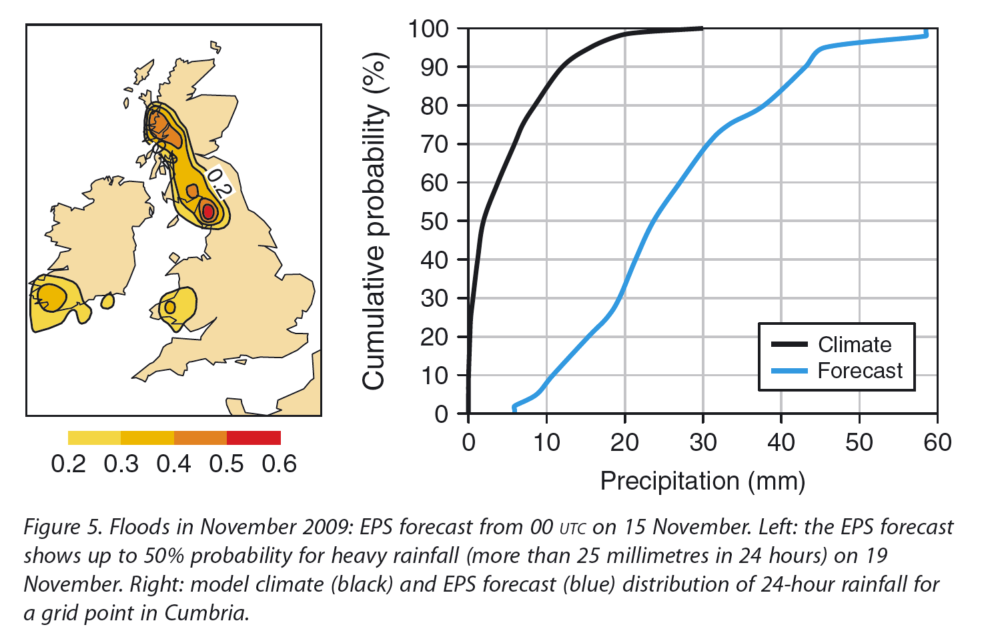 0.2
0.2 0.3 0.4 0.5 0.6
Cumulative probability (%)
100
90
80
70
60
50
40
30
20
10
0
Climate
Forecast
0 10 20 30 40 50 60
Precipitation (mm)
Figure 5. Floods in November 2009: EPS forecast from 00 UTC on 15 November. Left: the EPS forecast
shows up to 50% probability for heavy rainfall (more than 25 millimetres in 24 hours) on 19
November. Right: model climate (black) and EPS forecast (blue) distribution of 24-hour rainfall for
a grid point in Cumbria.